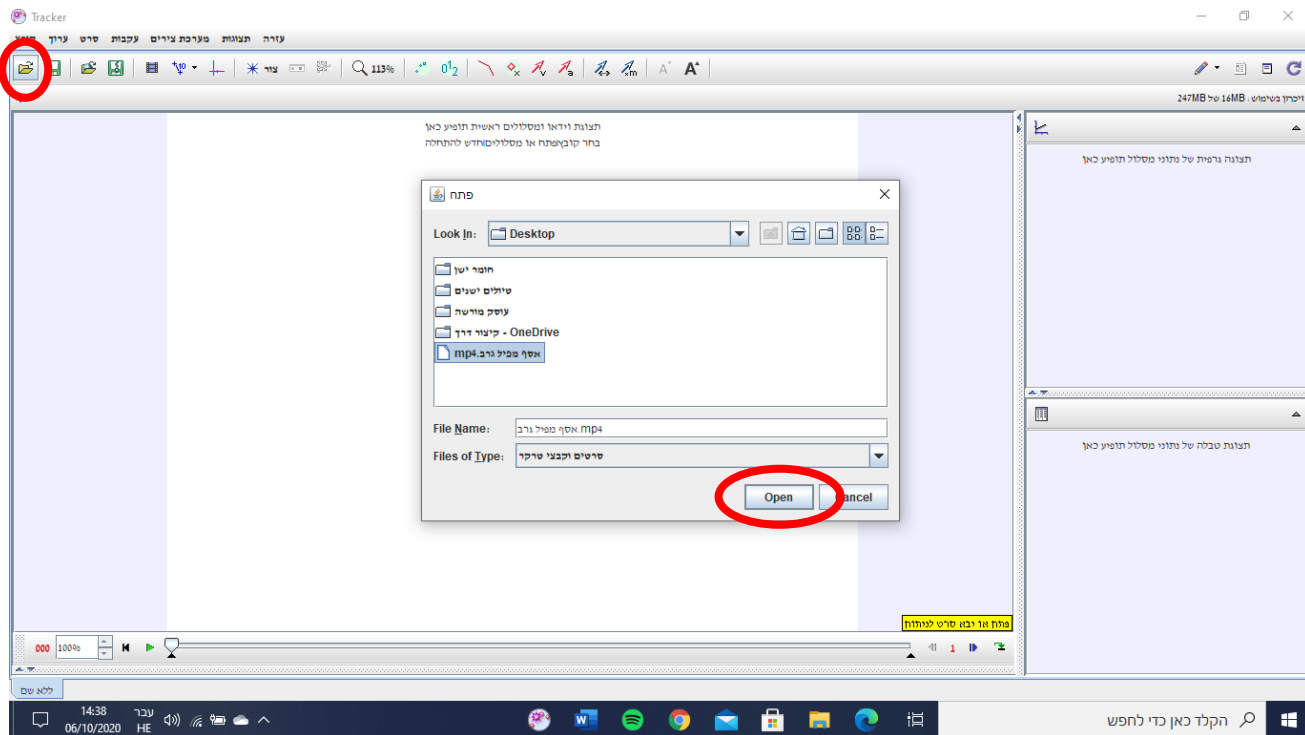 Tracker
קובץ ערוך סרט עקבות מערכת צירים תצוגות עזרה
113% צור
זיכרון בשימוש : 16MB של 247MB
תצוגת וידאו ומסלולים ראשית תופיע כאן
בחר קובץ|פתח או מסלולים|חדש להתחלה
תצוגה גרפית של נתוני מסלול תופיע כאן
פתח
Look In: Desktop
חומר ישן
טיולים ישנים
עוסק מורשה
OneDrive - קיצור דרך
אסף מפיל גרב.mp4
File Name: אסף מפיל גרב.mp4
Files of Type: סרטים וקבצי טרקר
Open Cancel
תצוגת טבלה של נתוני מסלול תופיע כאן
פתח או יבא סרט לניתוח
000 100% 1
ללא שם
14:38 עבר
06/10/2020 HE
הקלד כאן כדי לחפש